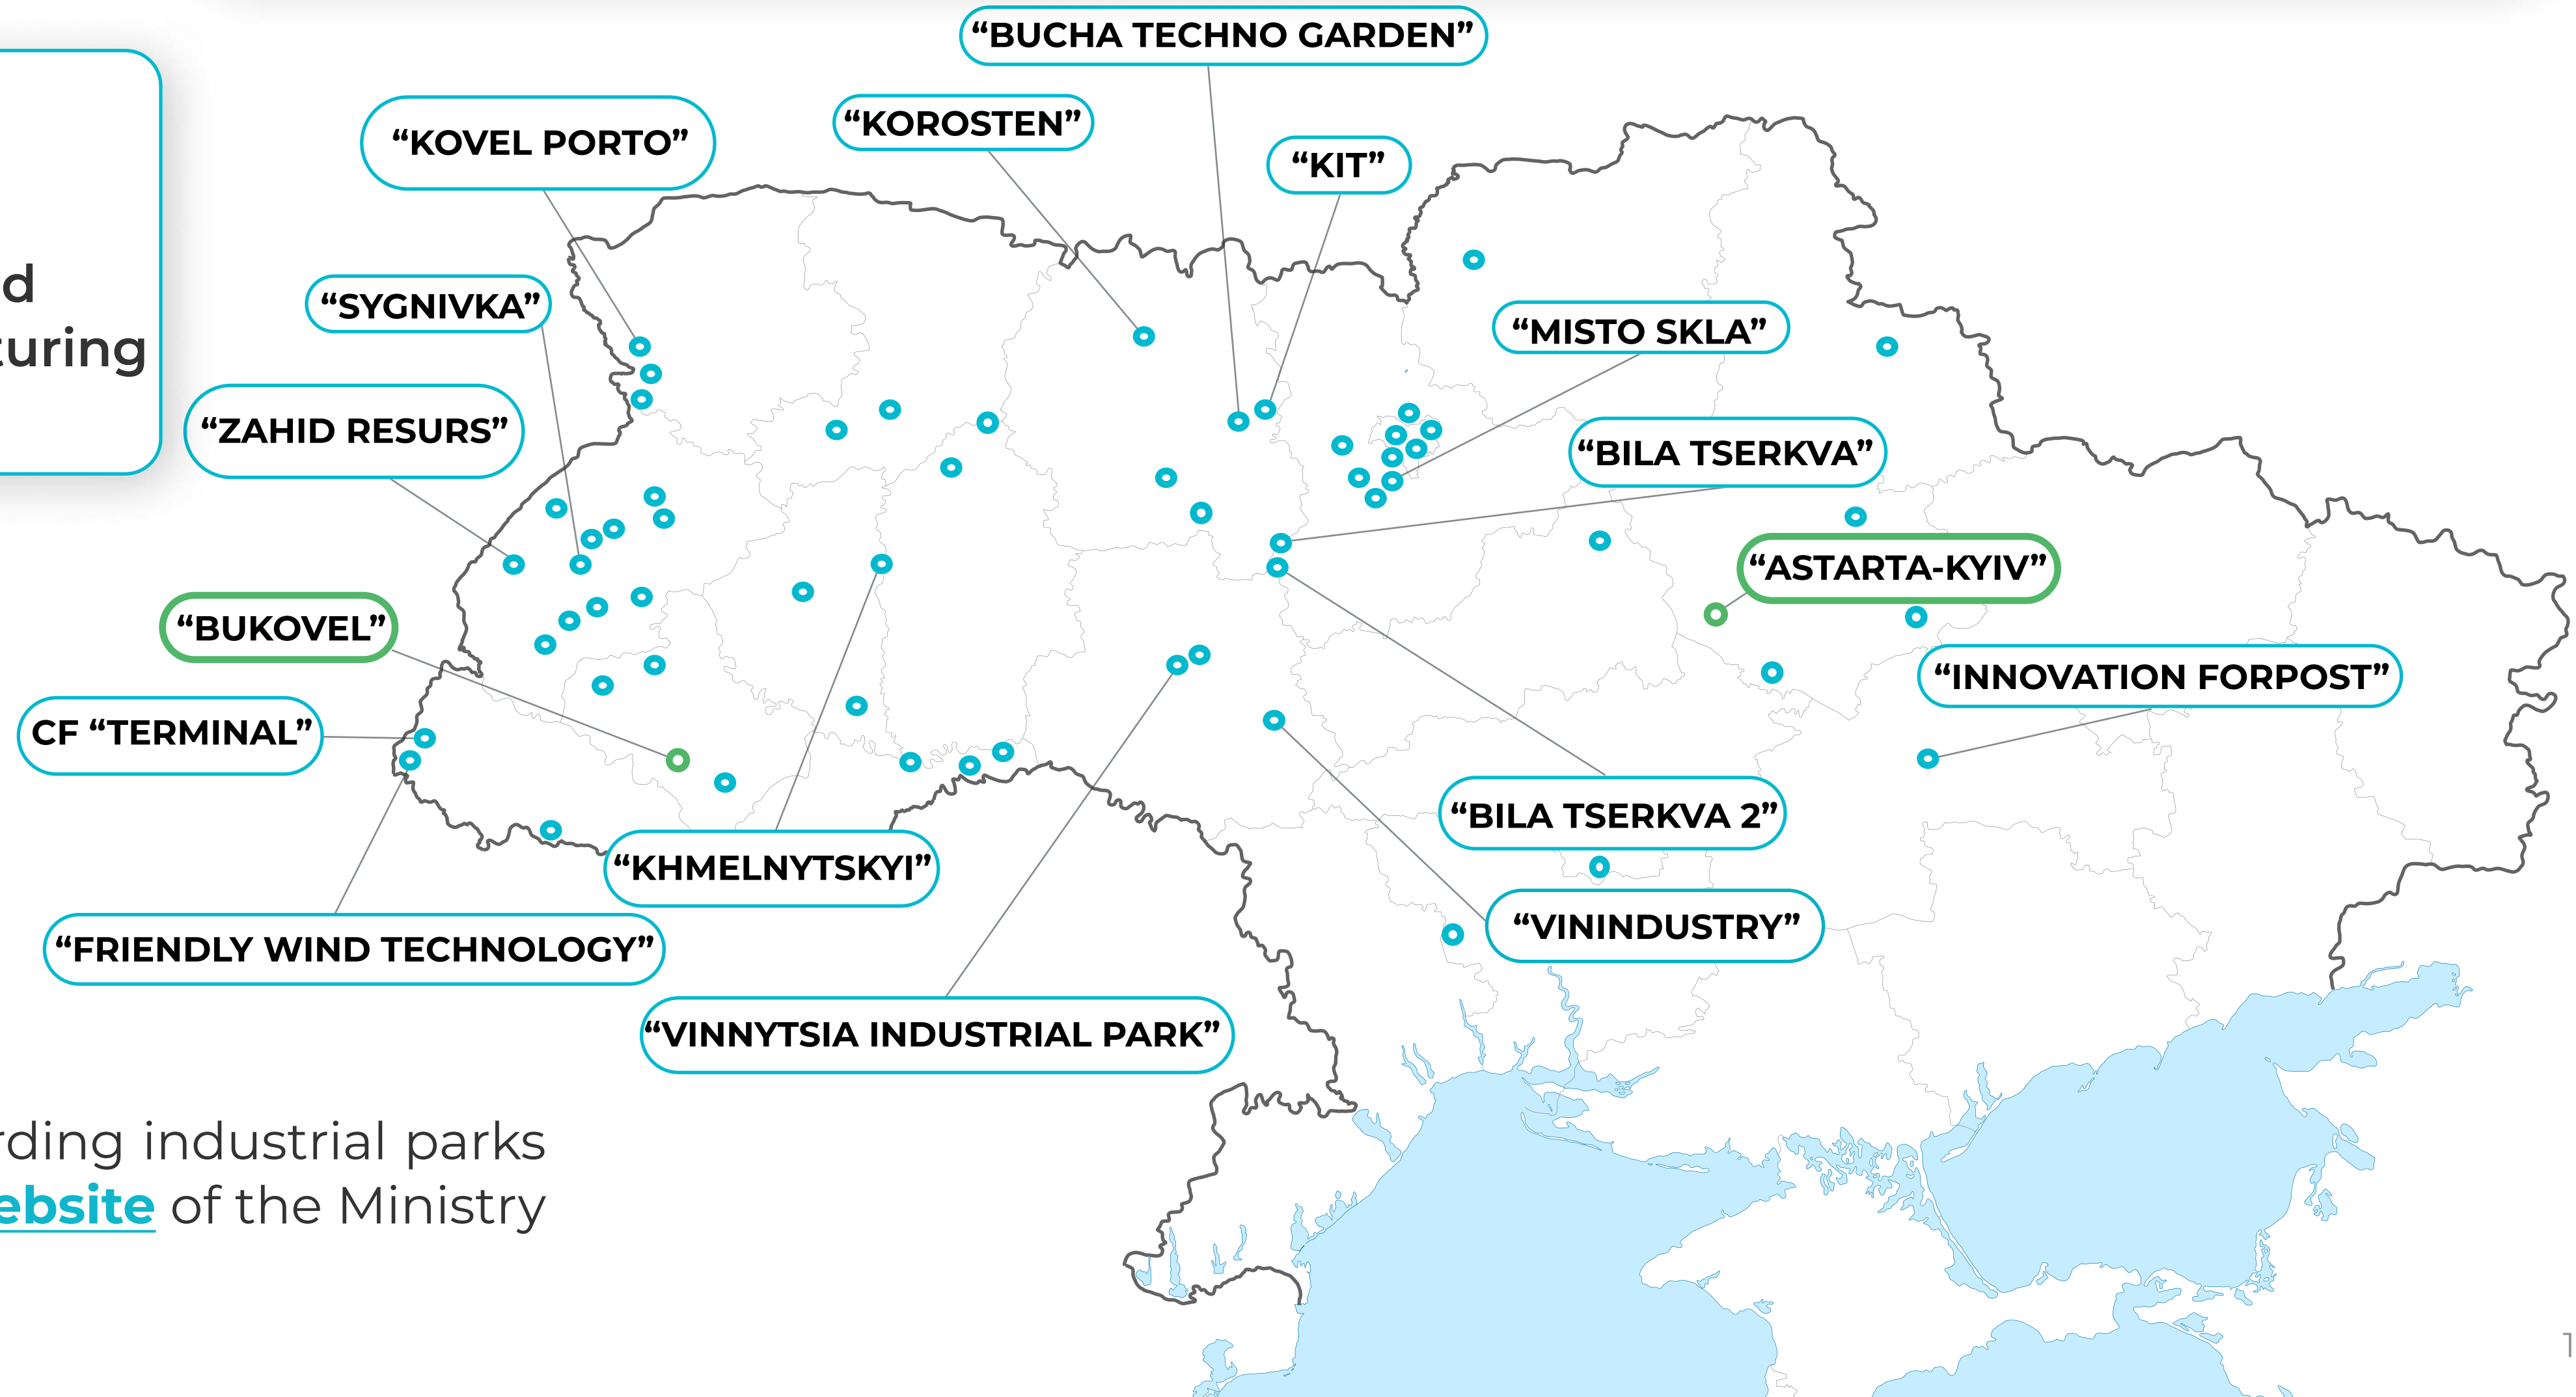 “BUCHA TECHNO GARDEN”
“KOROSTEN”
“KOVEL PORTO”
“KIT”
d
turing
“SYGNIVKA”
“MISTO SKLA”
“ZAHID RESURS”
“BILA TSERKVA”
“ASTARTA-KYIV”
“BUKOVEL”
“INNOVATION FORPOST”
CF “TERMINAL”
“BILA TSERKVA 2”
“KHMELNYTSKYI”
“VININDUSTRY”
“FRIENDLY WIND TECHNOLOGY”
“VINNYTSIA INDUSTRIAL PARK”
rding industrial parks
ebsite of the Ministry
1